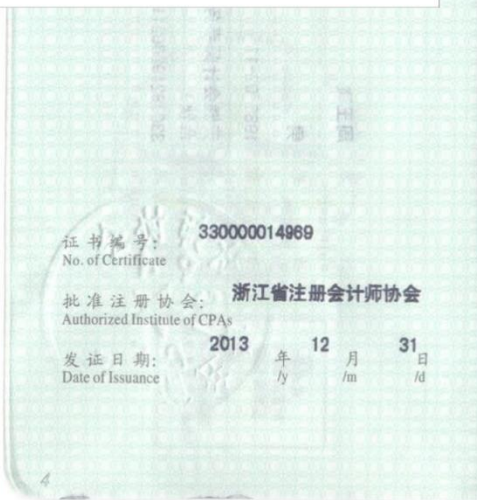 证书编号: 330000014969
No. of Certificate
批准注册协会: 浙江省注册会计师协会
Authorized Institute of CPAs
发证日期: 2013 年 12 月 31 日
Date of Issuance /y /m /d
4